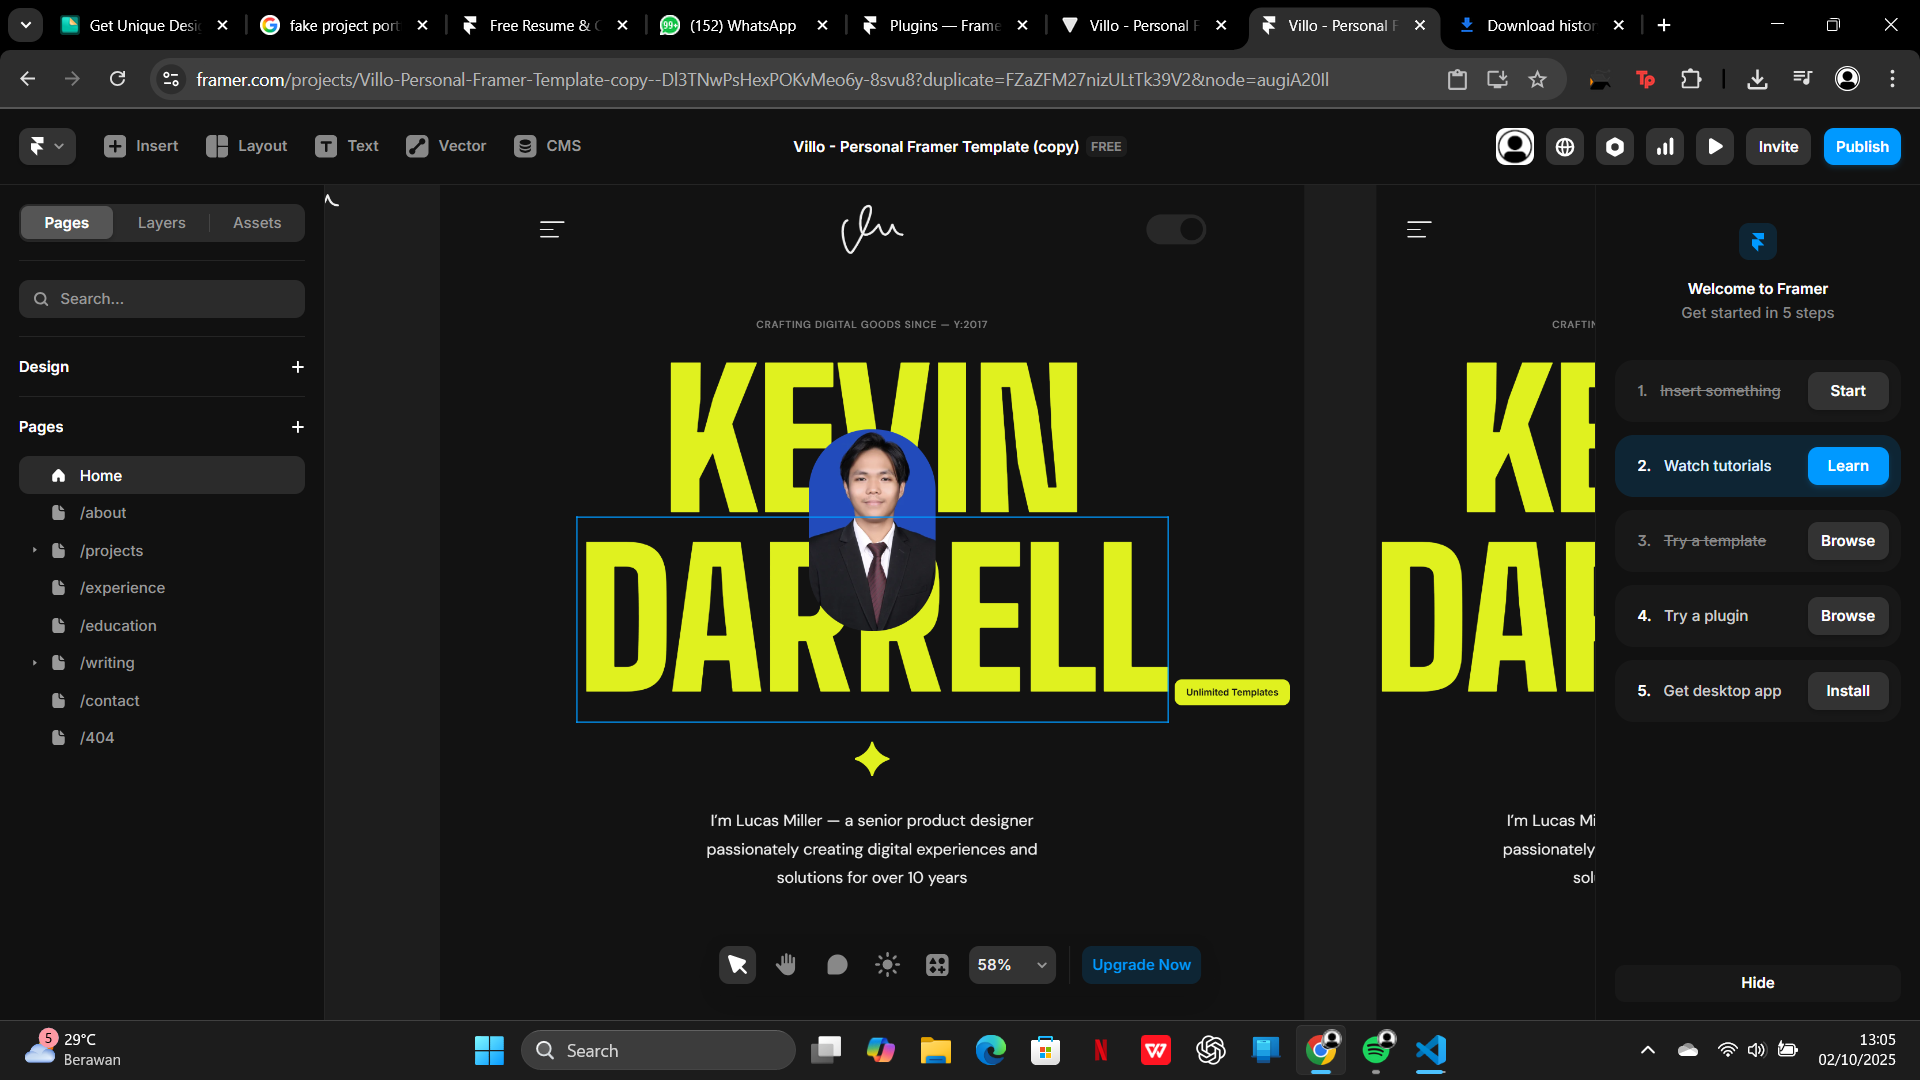 Get Unique Desi
fake project port
Free Resume & C
99+
(152) WhatsApp
Plugins — Frame
Villo - Personal F
Villo - Personal F
Download histor
framer.com/projects/Villo-Personal-Framer-Template-copy--Dl3TNwPsHexPOKvMeo6y-8svu8?duplicate=FZaZFM27nizULtTk39V2&node=augiA20Il
Tp
Insert
Layout
T
Text
Vector
CMS
Villo - Personal Framer Template (copy)
FREE
Invite
Publish
Pages
Layers
Assets
Search...
Design
Pages
Home
/about
/projects
/experience
/education
/writing
/contact
/404
CRAFTING DIGITAL GOODS SINCE — Y:2017
KEVIN
DARRELL
Unlimited Templates
I'm Lucas Miller — a senior product designer
passionately creating digital experiences and
solutions for over 10 years
CRAFTIN
KE
DAR
I'm Lucas Mi
passionately
sol
58%
Upgrade Now
Welcome to Framer
Get started in 5 steps
1. Insert something
Start
2. Watch tutorials
Learn
3. Try a template
Browse
4. Try a plugin
Browse
5. Get desktop app
Install
Hide
5
29°C
Berawan
Search
N
W
13:05
02/10/2025